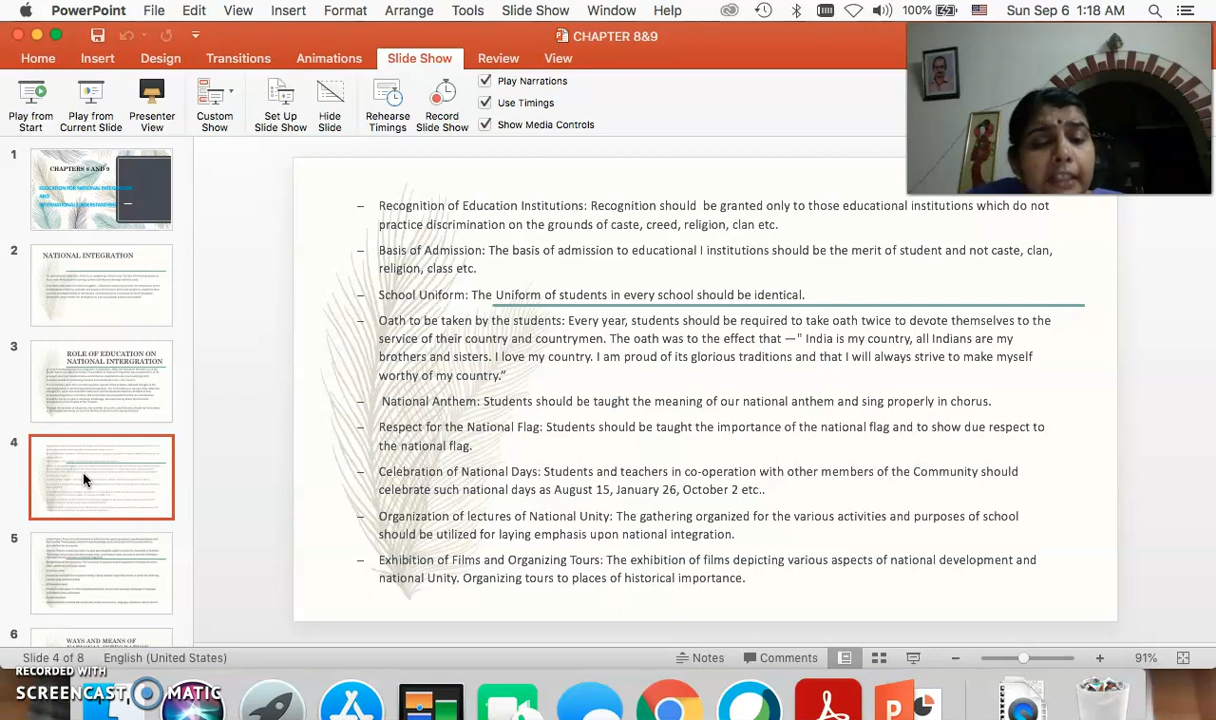 PowerPoint File Edit View Insert Format Arrange Tools Slide Show Window Help 100% Sun Sep 6 1:18 AM
CHAPTER 8&9
Home Insert Design Transitions Animations Slide Show Review View
Play from Start
Play from Current Slide
Presenter View
Custom Show
Set Up Slide Show
Hide Slide
Rehearse Timings
Record Slide Show
Play Narrations
Use Timings
Show Media Controls
1
CHAPTERS 8 AND 9
EDUCATION FOR NATIONAL INTEGRATION
AND
INTERNATIONAL UNDERSTANDING
2
NATIONAL INTEGRATION
3
ROLE OF EDUCATION ON
NATIONAL INTERGRATION
4
5
6
WAYS AND MEANS OF
– Recognition of Education Institutions: Recognition should be granted only to those educational institutions which do not
practice discrimination on the grounds of caste, creed, religion, clan etc.
– Basis of Admission: The basis of admission to educational I institutions should be the merit of student and not caste, clan,
religion, class etc.
– School Uniform: The Uniform of students in every school should be identical.
– Oath to be taken by the students: Every year, students should be required to take oath twice to devote themselves to the
service of their country and countrymen. The oath was to the effect that —" India is my country, all Indians are my
brothers and sisters. I love my country. I am proud of its glorious traditions and that I will always strive to make myself
worthy of my country.”
– National Anthem: Students should be taught the meaning of our national anthem and sing properly in chorus.
– Respect for the National Flag: Students should be taught the importance of the national flag and to show due respect to
the national flag.
– Celebration of National Days: Students and teachers in co-operation with other members of the Community should
celebrate such national days as August 15, January 26, October 2 etc..
– Organization of lectures of National Unity: The gathering organized for the various activities and purposes of school
should be utilized for laying emphasis upon national integration.
– Exhibition of Films and Organizing Tours: The exhibition of films depicting various aspects of national development and
national Unity. Organizing tours to places of historical importance.
Slide 4 of 8 English (United States) Notes Comments 91%
RECORDED WITH
SCREENCAST MATIC